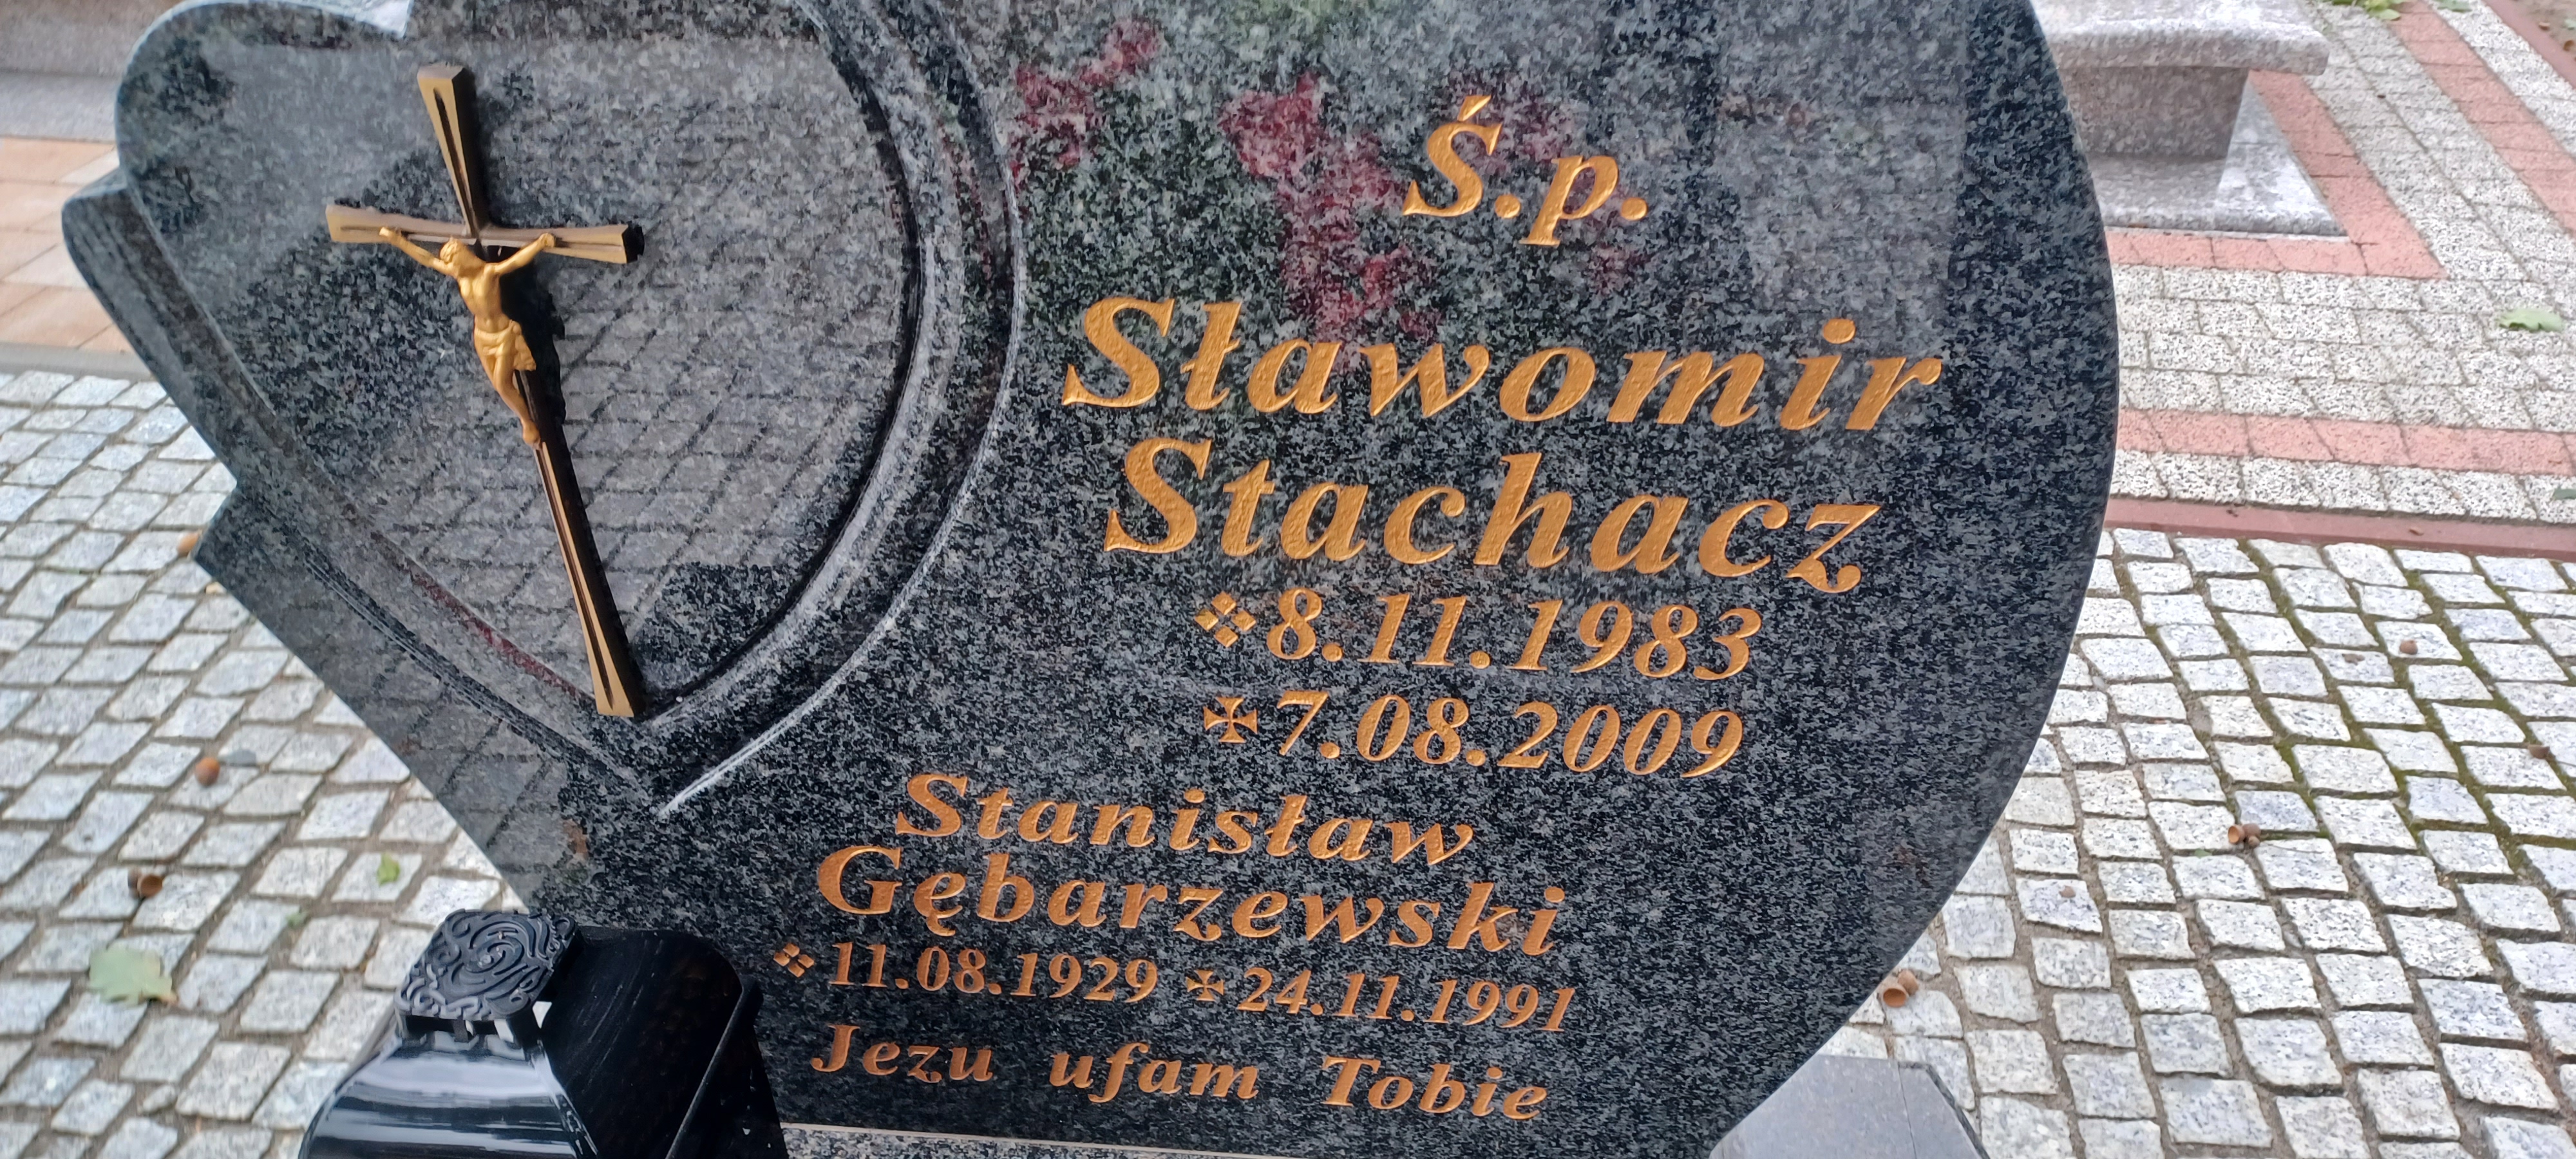 Ś.p.
Sławomir
Stachacz
8.11.1983
7.08.2009
Stanisław
Gębarzewski
11.08.1929 24.11.1991
Jezu ufam Tobie